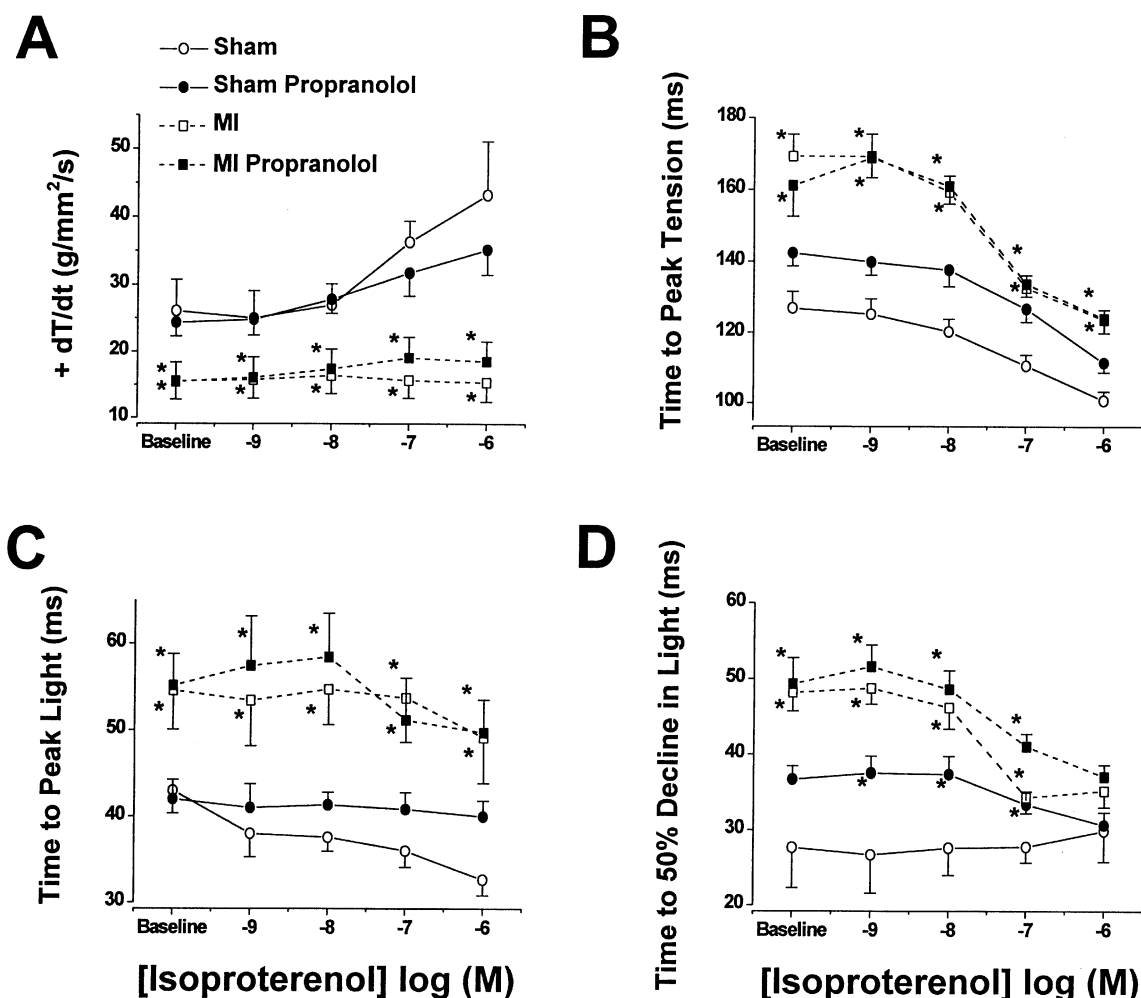 A
Sham
Sham Propranolol
MI
MI Propranolol
+ dT/dt (g/mm²/s)
50
40
30
20
10
* * * * *
* * * * *
Baseline -9 -8 -7 -6
B
Time to Peak Tension (ms)
180
160
140
120
100
* * * * *
* * * * *
Baseline -9 -8 -7 -6
C
Time to Peak Light (ms)
60
50
40
30
* * * * *
* * * * *
Baseline -9 -8 -7 -6
[Isoproterenol] log (M)
D
Time to 50% Decline in Light (ms)
60
50
40
30
20
* * * *
* * *
* * *
Baseline -9 -8 -7 -6
[Isoproterenol] log (M)